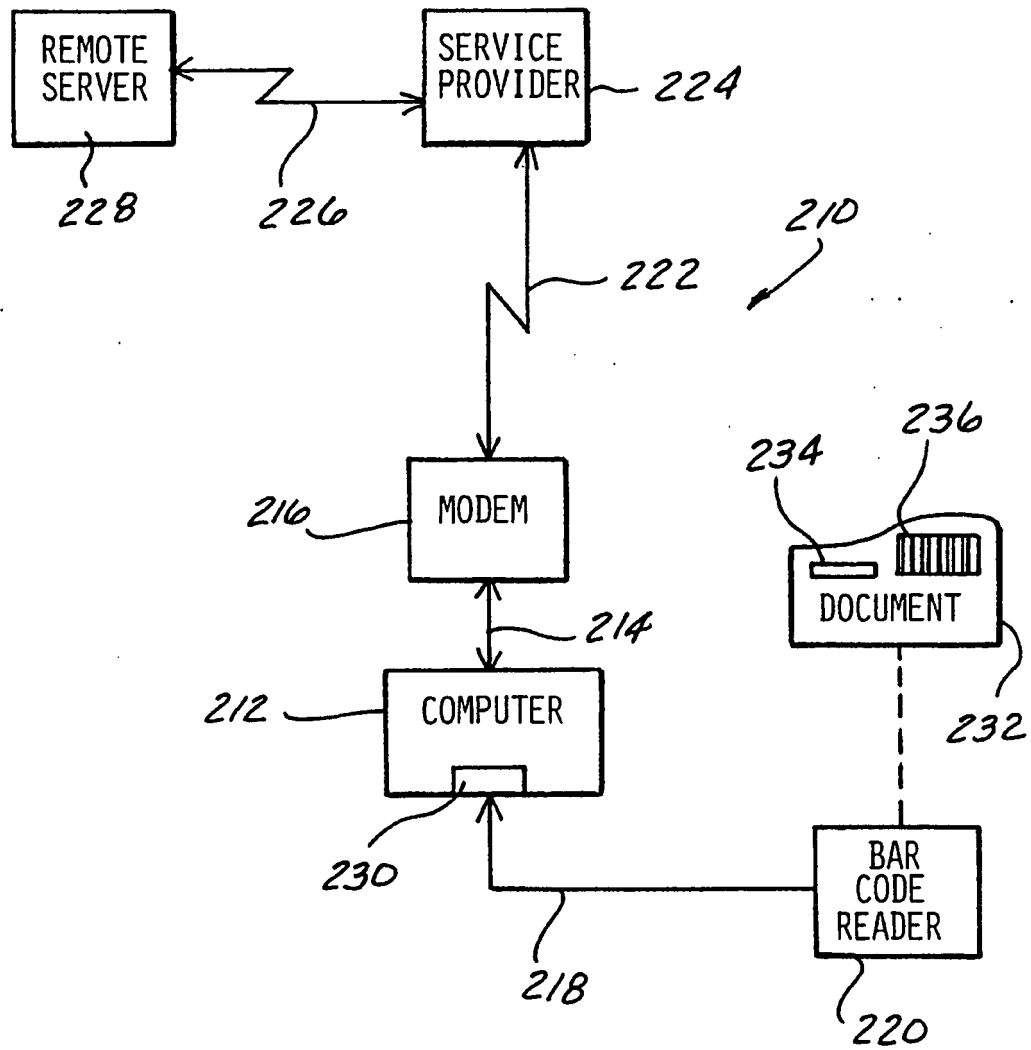 REMOTE
SERVER
228
226
SERVICE
PROVIDER
224
222
210
216
MODEM
214
212
COMPUTER
230
218
234
236
DOCUMENT
232
BAR
CODE
READER
220